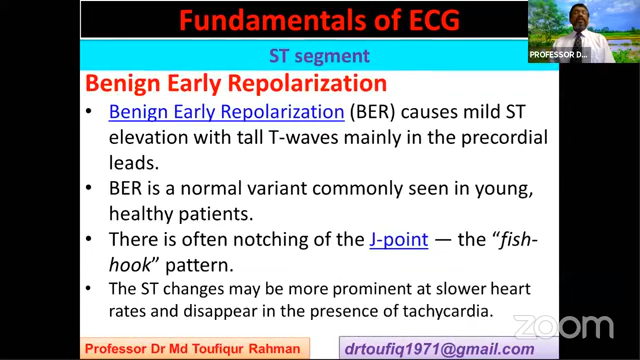 Fundamentals of ECG
PROFESSOR D...
ST segment
Benign Early Repolarization
• Benign Early Repolarization (BER) causes mild ST
elevation with tall T-waves mainly in the precordial
leads.
• BER is a normal variant commonly seen in young,
healthy patients.
• There is often notching of the J-point — the “fish-
hook” pattern.
• The ST changes may be more prominent at slower heart
rates and disappear in the presence of tachycardia.
zoom
Professor Dr Md Toufiqur Rahman
drtoufiq1971@gmail.com